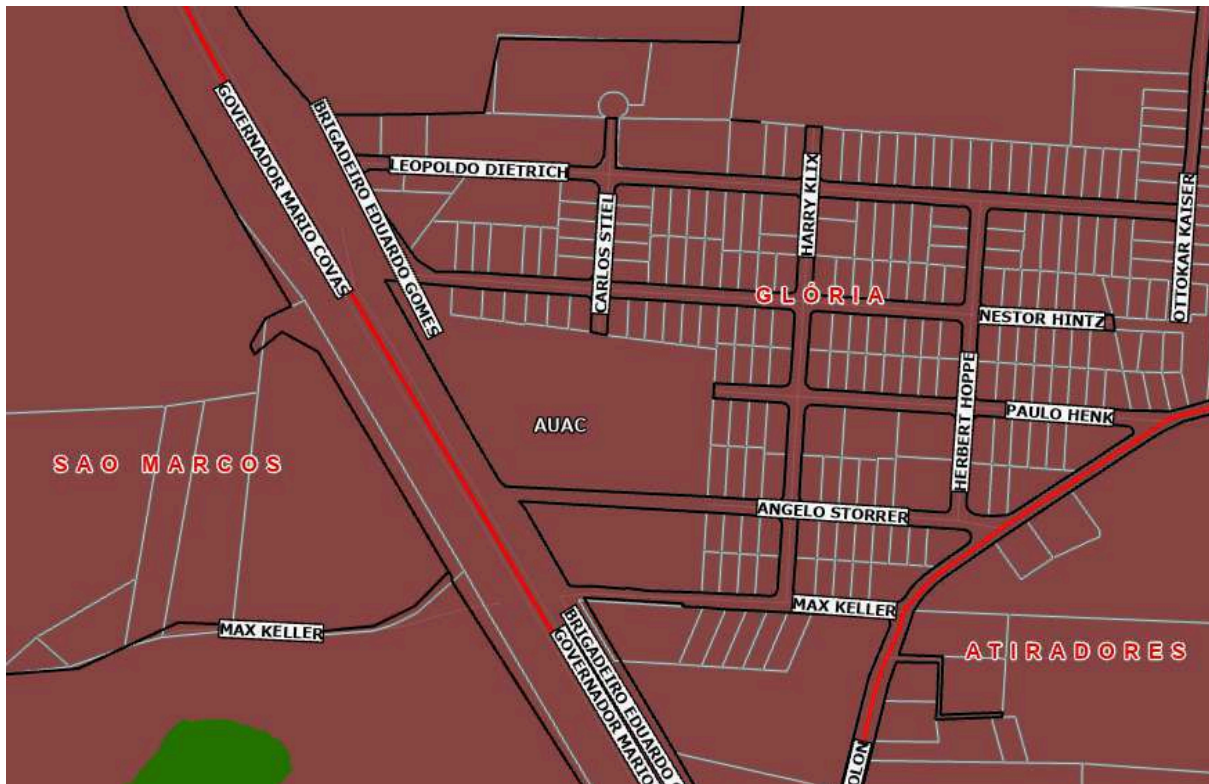 GOVERNADOR MARIO COVAS
BRIGADEIRO EDUARDO GOMES
LEOPOLDO DIETRICH
CARLOS STIEL
HARRY KLIX
OTTOKAR KAISER
GLÓRIA
NESTOR HINTZ
HERBERT HOPPE
PAULO HENK
AUAC
SAO MARCOS
ANGELO STORRER
MAX KELLER
MAX KELLER
ATIRADORES
BRIGADEIRO EDUARDO
GOVERNADOR MARIO
OLON